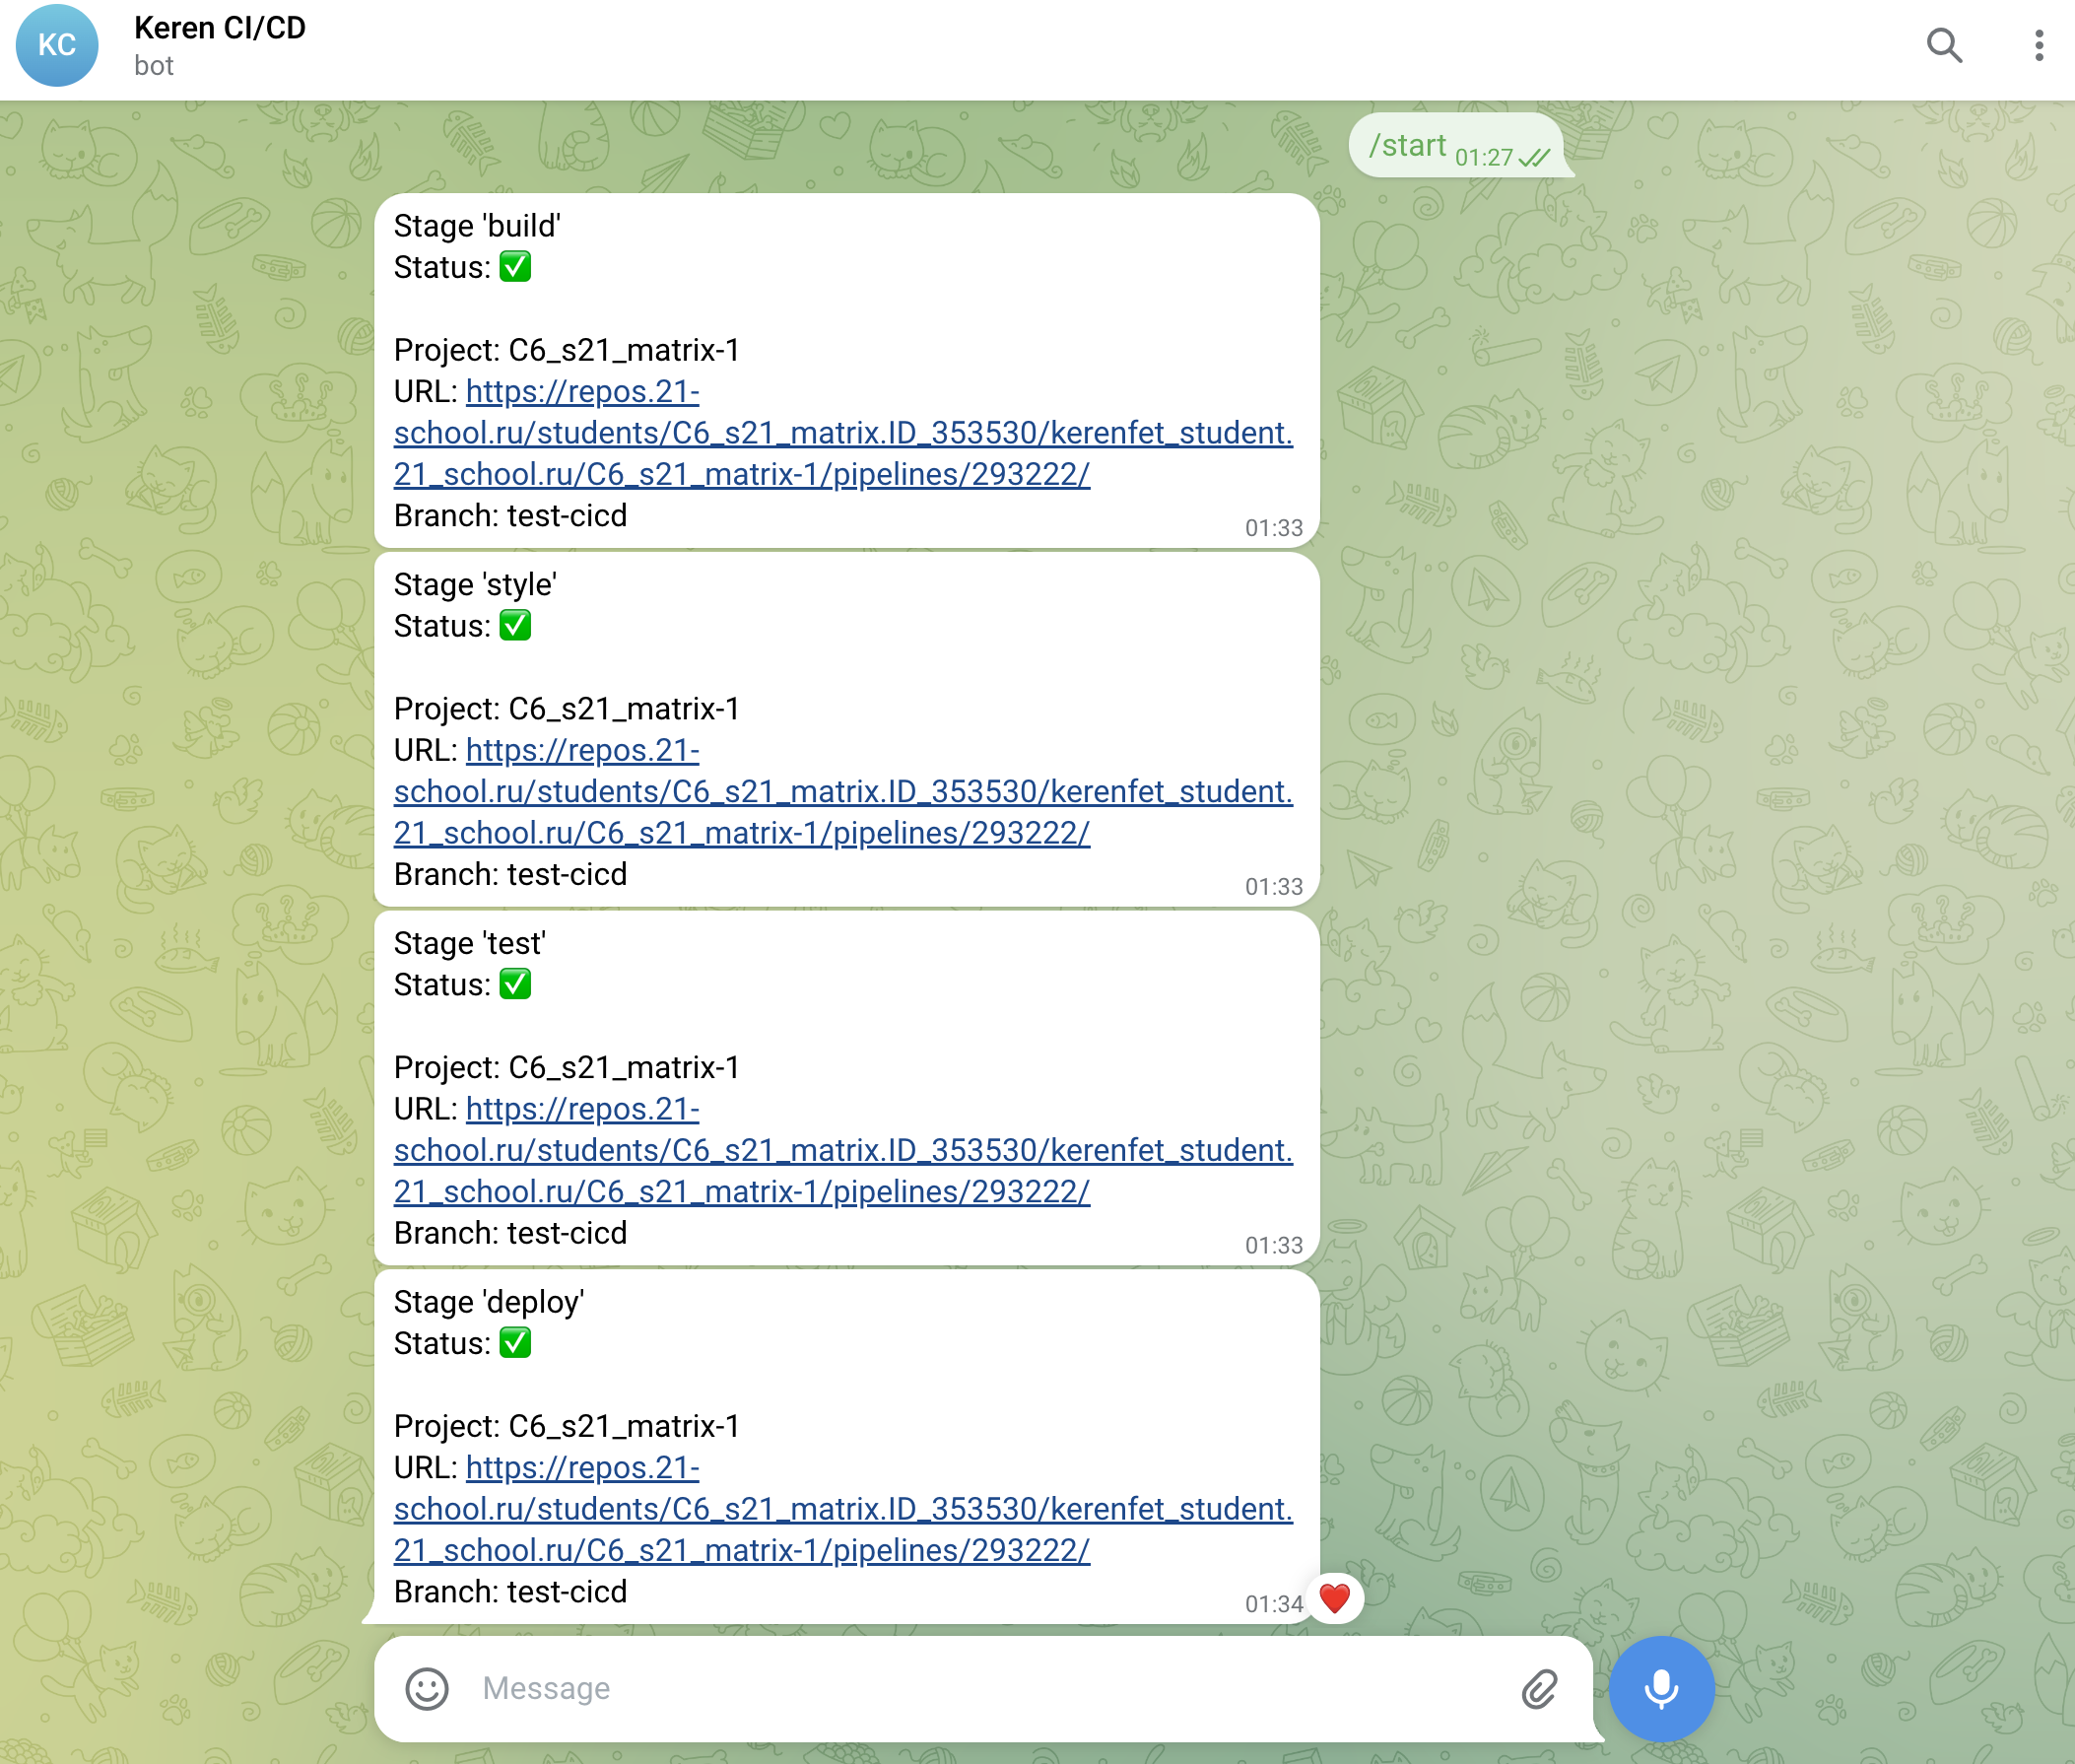 KC
Keren CI/CD
bot
/start 01:27
Stage 'build'
Status: ✅
Project: C6_s21_matrix-1
URL: https://repos.21-
school.ru/students/C6_s21_matrix.ID_353530/kerenfet_student.
21_school.ru/C6_s21_matrix-1/pipelines/293222/
Branch: test-cicd
01:33
Stage 'style'
Status: ✅
Project: C6_s21_matrix-1
URL: https://repos.21-
school.ru/students/C6_s21_matrix.ID_353530/kerenfet_student.
21_school.ru/C6_s21_matrix-1/pipelines/293222/
Branch: test-cicd
01:33
Stage 'test'
Status: ✅
Project: C6_s21_matrix-1
URL: https://repos.21-
school.ru/students/C6_s21_matrix.ID_353530/kerenfet_student.
21_school.ru/C6_s21_matrix-1/pipelines/293222/
Branch: test-cicd
01:33
Stage 'deploy'
Status: ✅
Project: C6_s21_matrix-1
URL: https://repos.21-
school.ru/students/C6_s21_matrix.ID_353530/kerenfet_student.
21_school.ru/C6_s21_matrix-1/pipelines/293222/
Branch: test-cicd
01:34
Message